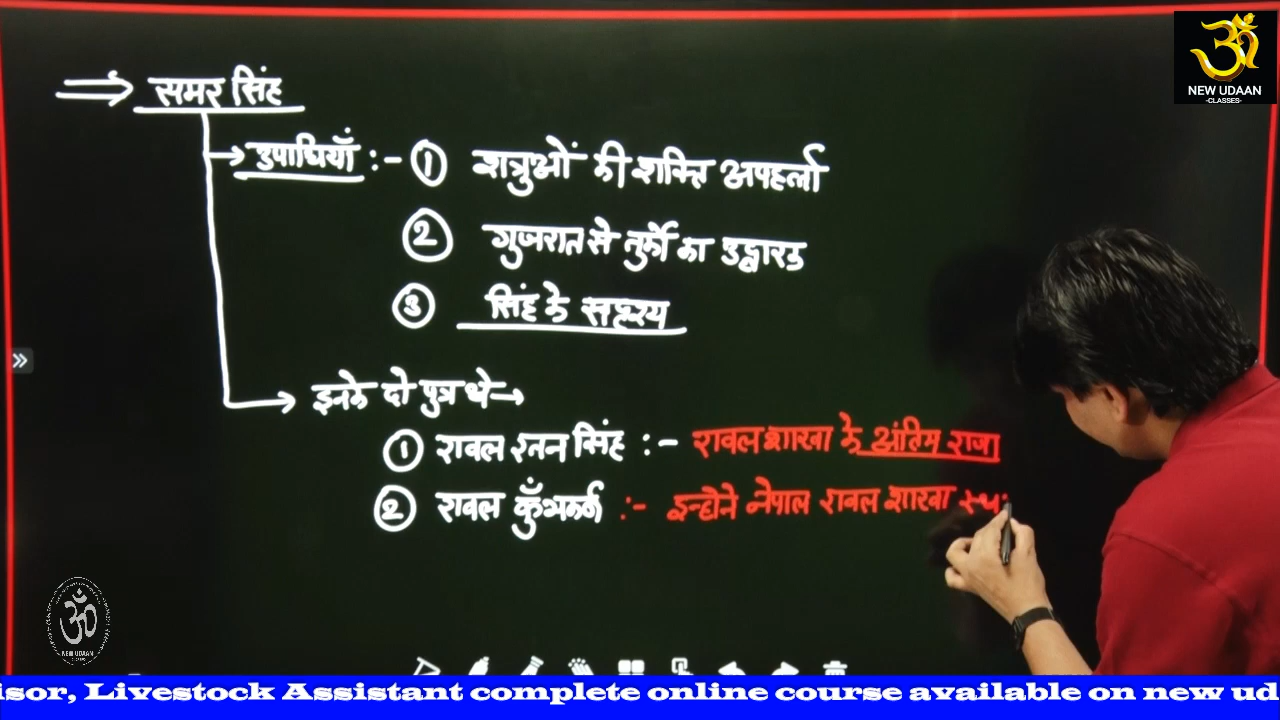 NEW UDAAN
-CLASSES-
⇒ समर सिंह
→ उपाधियाँ :- ① शत्रुओं की शक्ति अपहर्ता
② गुजरात से तुर्को का उद्धारक
③ सिंह के सदृश्य
→ इनके दो पुत्र थे →
① रावल रतन सिंह :- रावल शाखा के अंतिम राजा
② रावल कुँभकर्ण :- इन्होने नेपाल रावल शाखा
NEW UDAAN
isor, Livestock Assistant complete online course available on new ud